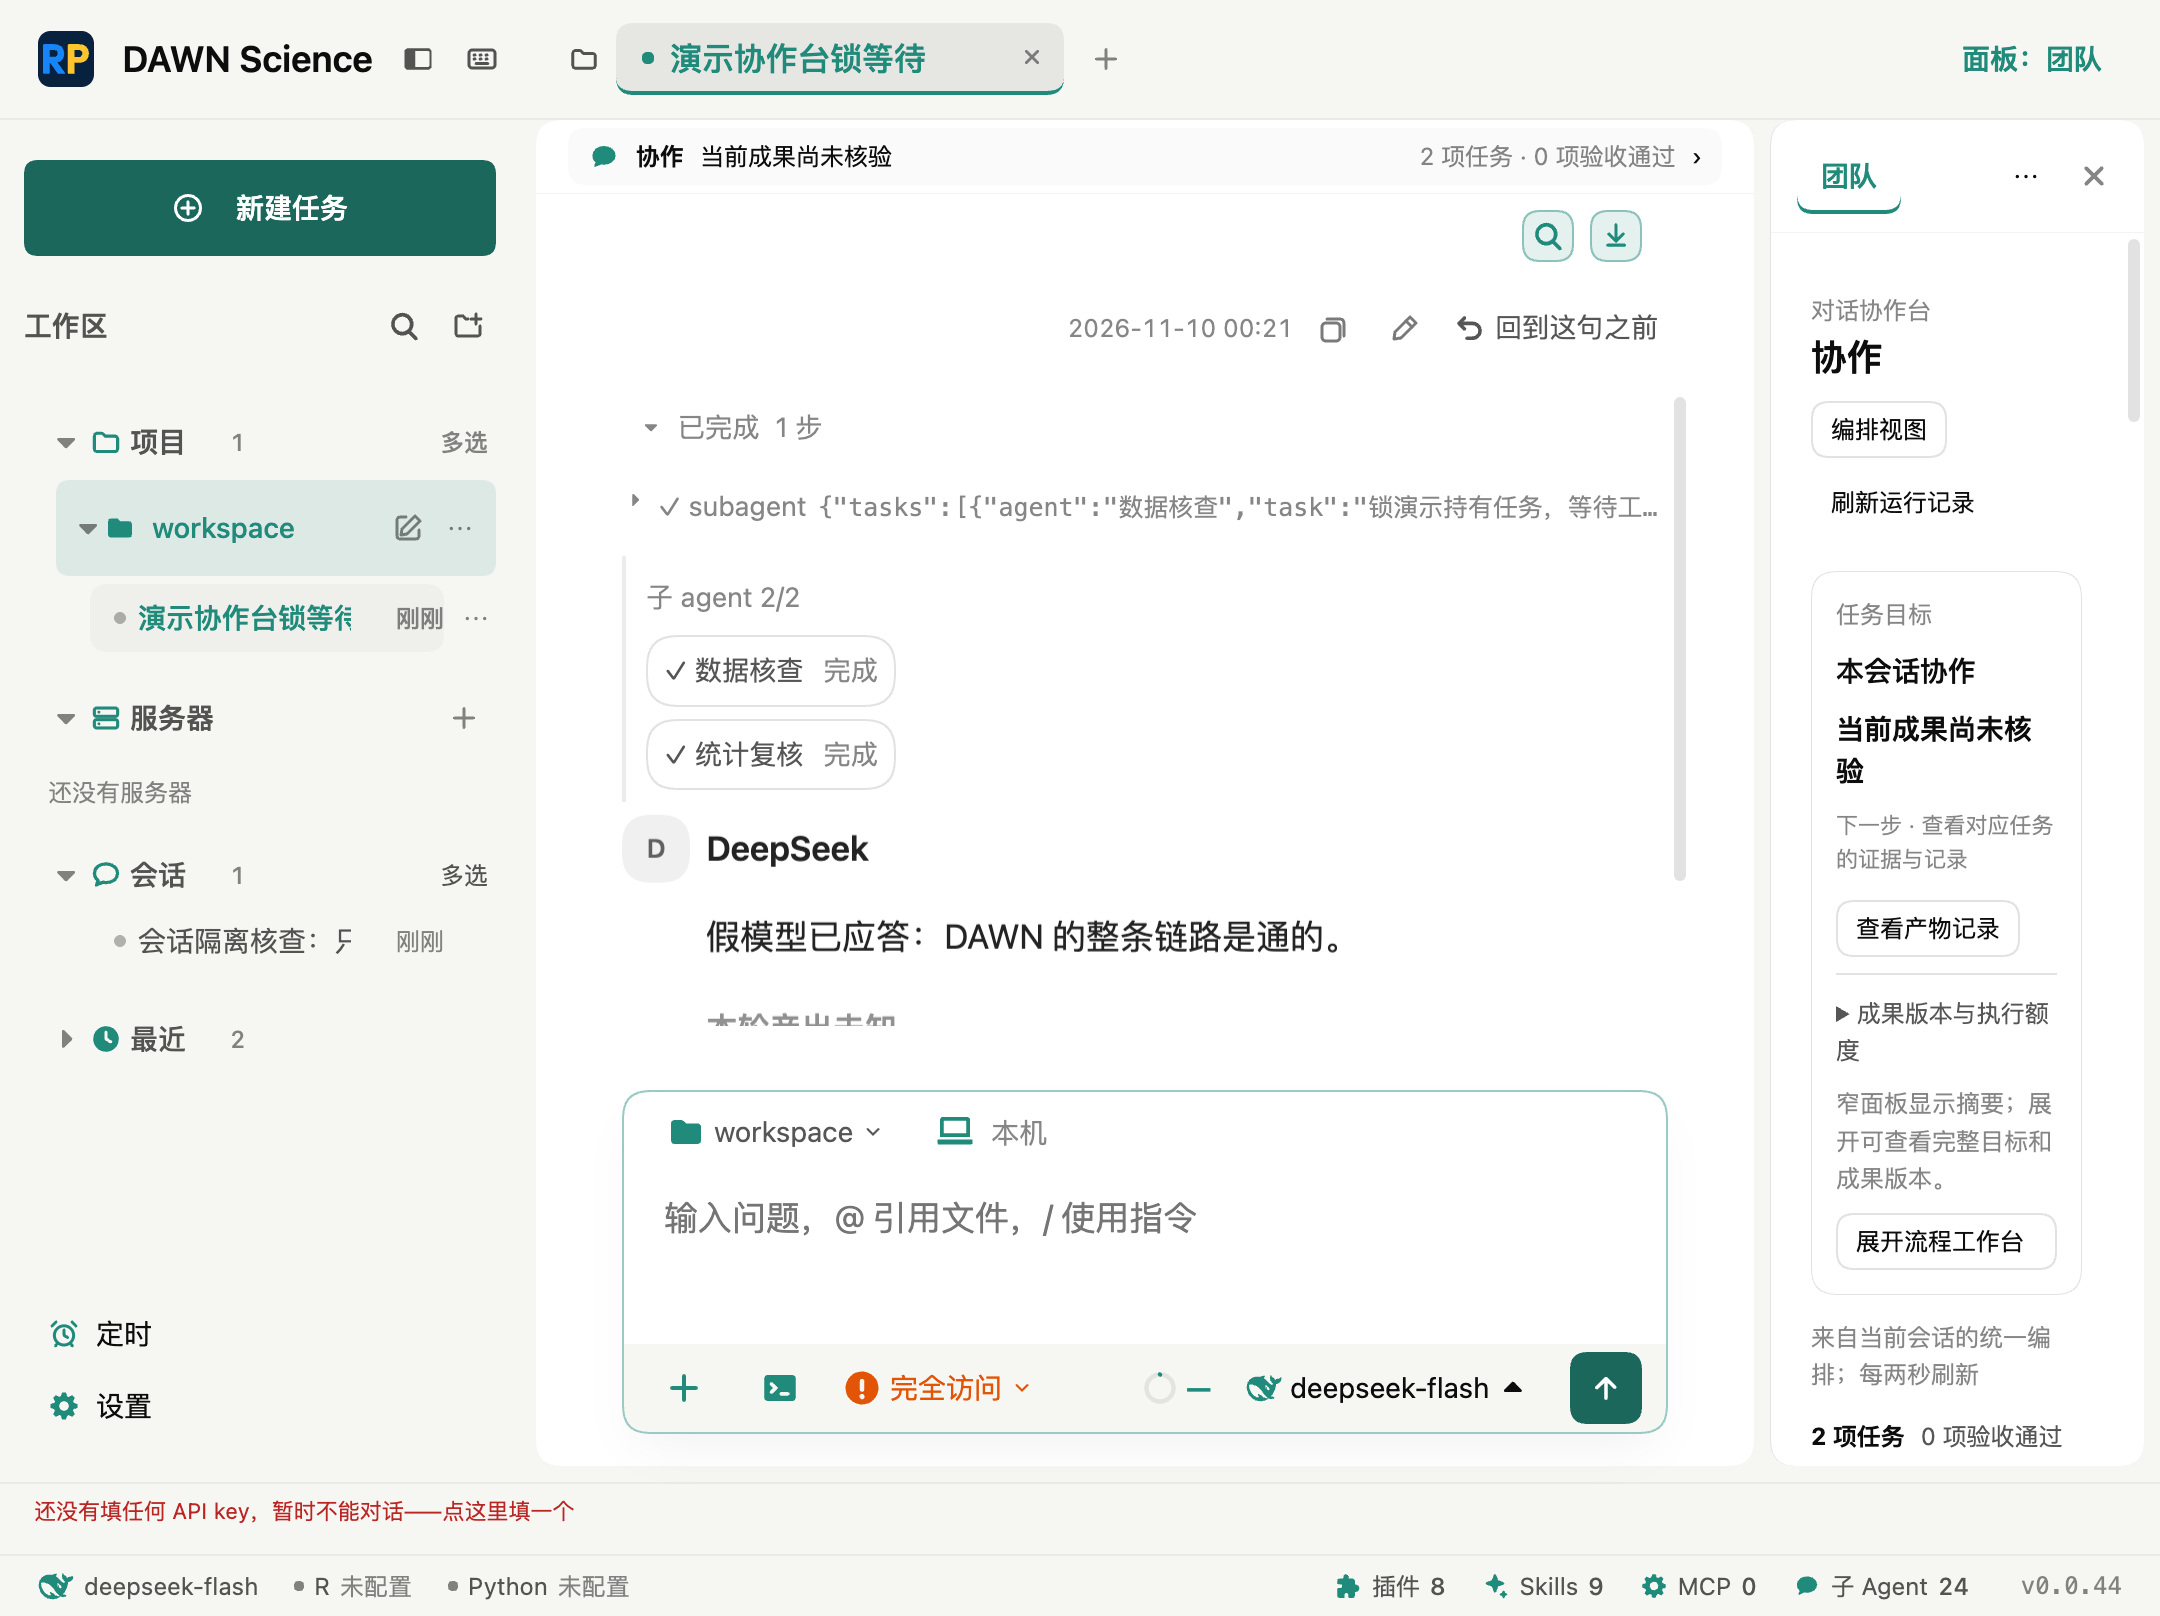 RP
DAWN Science
演示协作台锁等待
面板：团队
新建任务
工作区
项目 1 多选
workspace
演示协作台锁等待 刚刚
服务器
还没有服务器
会话 1 多选
会话隔离核查： 刚刚
最近 2
定时
设置
协作 当前成果尚未核验 2 项任务 · 0 项验收通过
2026-11-10 00:21 回到这句之前
已完成 1 步
subagent {"tasks":[{"agent":"数据核查","task":"锁演示持有任务，等待工…
子 agent 2/2
数据核查 完成
统计复核 完成
D DeepSeek
假模型已应答：DAWN 的整条链路是通的。
本轮产出未知
workspace 本机
输入问题，@ 引用文件，/ 使用指令
完全访问 deepseek-flash
团队
对话协作台
协作
编排视图
刷新运行记录
任务目标
本会话协作
当前成果尚未核
验
下一步 · 查看对应任务
的证据与记录
查看产物记录
成果版本与执行额
度
窄面板显示摘要；展
开可查看完整目标和
成果版本。
展开流程工作台
来自当前会话的统一编
排；每两秒刷新
2 项任务 0 项验收通过
还没有填任何 API key，暂时不能对话——点这里填一个
deepseek-flash R 未配置 Python 未配置 插件 8 Skills 9 MCP 0 子 Agent 24 v0.0.44